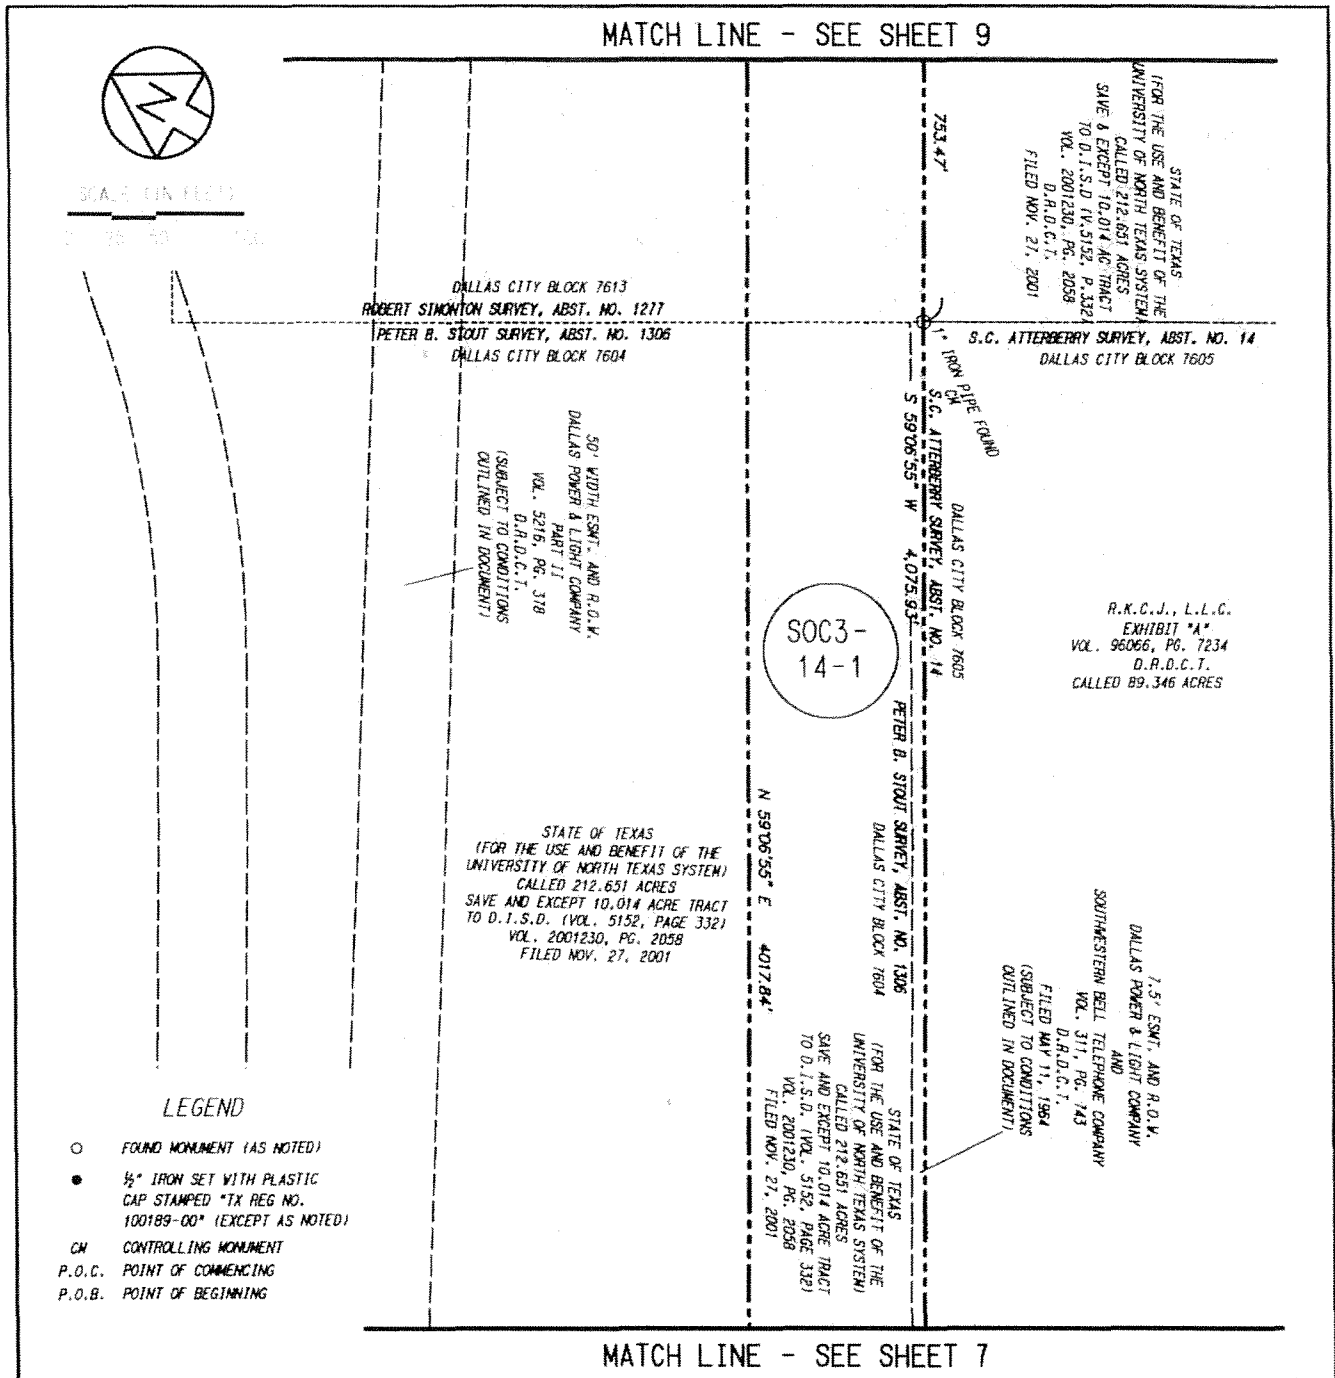 MATCH LINE - SEE SHEET 9
N
753.47'
STATE OF TEXAS
(FOR THE USE AND BENEFIT OF THE
UNIVERSITY OF NORTH TEXAS SYSTEM)
CALLED 212.651 ACRES
SAVE & EXCEPT 10.014 AC TRACT
TO D.I.S.D (V.5152, P.332)
VOL. 2001230, PG. 2058
D.R.D.C.T.
FILED NOV. 27, 2001
DALLAS CITY BLOCK 7613
ROBERT SIMONTON SURVEY, ABST. NO. 1277
PETER B. STOUT SURVEY, ABST. NO. 1306
DALLAS CITY BLOCK 7604
S.C. ATTERBERRY SURVEY, ABST. NO. 14
DALLAS CITY BLOCK 7605
1" IRON PIPE FOUND
CM
50' WIDTH ESMT. AND R.O.W.
DALLAS POWER & LIGHT COMPANY
PART II
VOL. 5216, PG. 378
D.R.D.C.T.
(SUBJECT TO CONDITIONS
OUTLINED IN DOCUMENT)
S 59°06'55" W 4,075.93'
S.C. ATTERBERRY SURVEY, ABST. NO. 14
DALLAS CITY BLOCK 7605
SOC3-
14-1
R.K.C.J., L.L.C.
EXHIBIT "A"
VOL. 96066, PG. 7234
D.R.D.C.T.
CALLED 89.346 ACRES
PETER B. STOUT SURVEY, ABST. NO. 1306
DALLAS CITY BLOCK 7604
N 59°06'55" E 4017.84'
STATE OF TEXAS
(FOR THE USE AND BENEFIT OF THE
UNIVERSITY OF NORTH TEXAS SYSTEM)
CALLED 212.651 ACRES
SAVE AND EXCEPT 10.014 ACRE TRACT
TO D.I.S.D. (VOL. 5152, PAGE 332)
VOL. 2001230, PG. 2058
FILED NOV. 27, 2001
7.5' ESMT. AND R.O.W.
DALLAS POWER & LIGHT COMPANY
AND
SOUTHWESTERN BELL TELEPHONE COMPANY
VOL. 311, PG. 743
D.R.D.C.T.
FILED MAY 11, 1964
(SUBJECT TO CONDITIONS
OUTLINED IN DOCUMENT)
STATE OF TEXAS
(FOR THE USE AND BENEFIT OF THE
UNIVERSITY OF NORTH TEXAS SYSTEM)
CALLED 212.651 ACRES
SAVE AND EXCEPT 10.014 ACRE TRACT
TO D.I.S.D. (VOL. 5152, PAGE 332)
VOL. 2001230, PG. 2058
FILED NOV. 27, 2001
LEGEND
FOUND MONUMENT (AS NOTED)
½" IRON SET WITH PLASTIC
CAP STAMPED "TX REG NO.
100189-00" (EXCEPT AS NOTED)
CM CONTROLLING MONUMENT
P.O.C. POINT OF COMMENCING
P.O.B. POINT OF BEGINNING
MATCH LINE - SEE SHEET 7